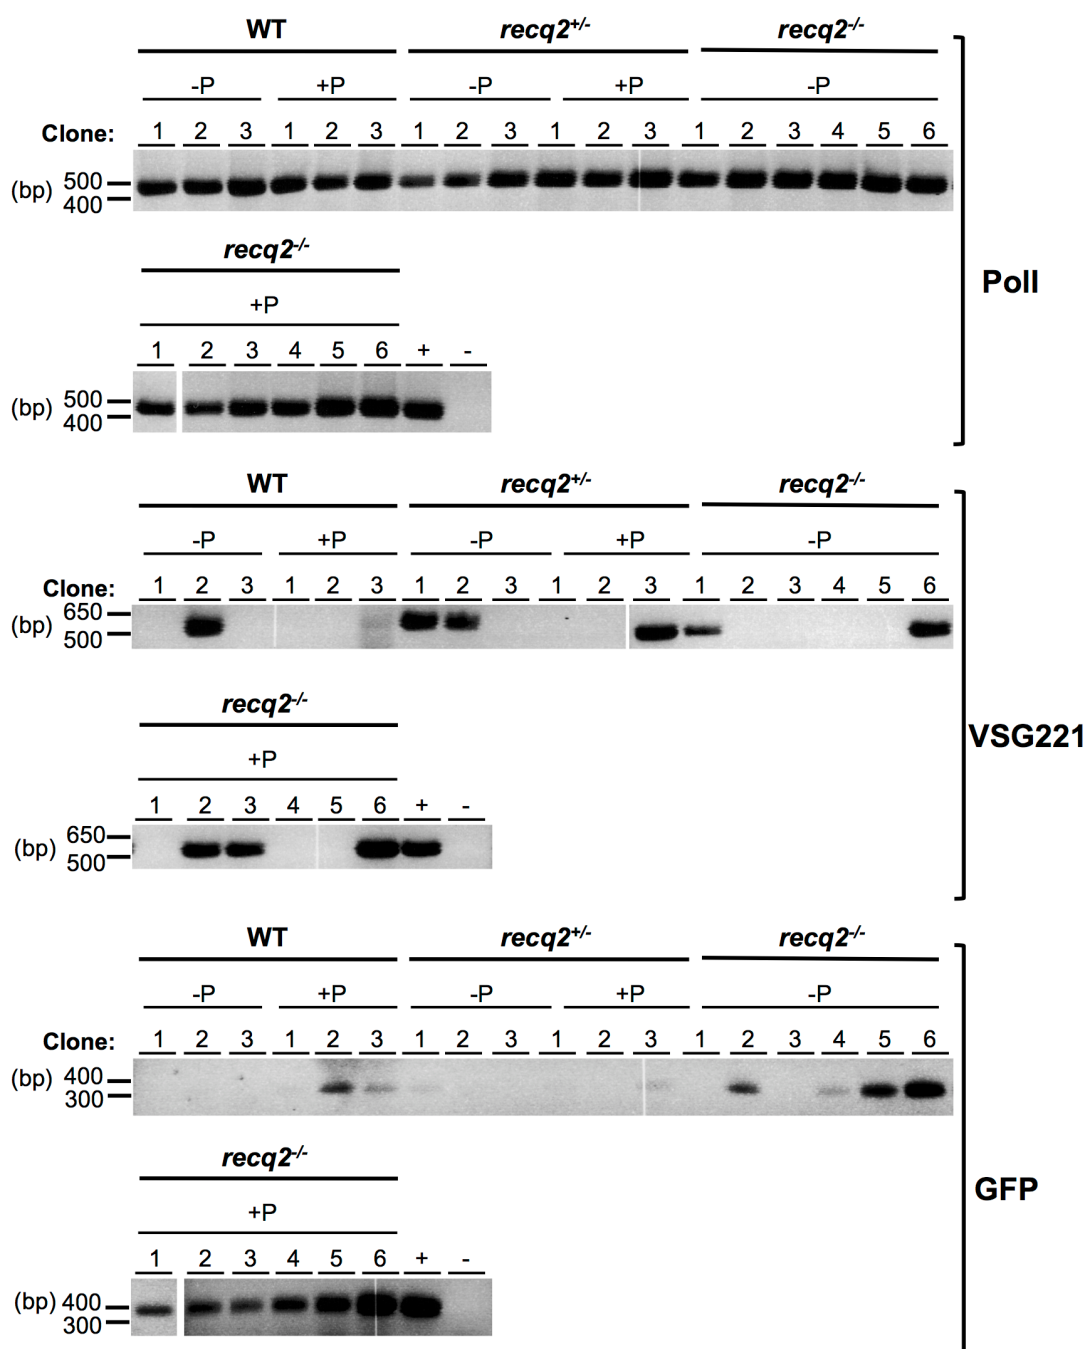 WT recq2+/- recq2-/-
-P +P -P +P -P
Clone: 1 2 3 1 2 3 1 2 3 1 2 3 1 2 3 4 5 6
(bp) 500
400
recq2-/-
PolI
+P
1 2 3 4 5 6 + -
(bp) 500
400
WT recq2+/- recq2-/-
-P +P -P +P -P
Clone: 1 2 3 1 2 3 1 2 3 1 2 3 1 2 3 4 5 6
(bp) 650
500
recq2-/-
VSG221
+P
1 2 3 4 5 6 + -
(bp) 650
500
WT recq2+/- recq2-/-
-P +P -P +P -P
Clone: 1 2 3 1 2 3 1 2 3 1 2 3 1 2 3 4 5 6
(bp) 400
300
recq2-/-
GFP
+P
1 2 3 4 5 6 + -
(bp) 400
300